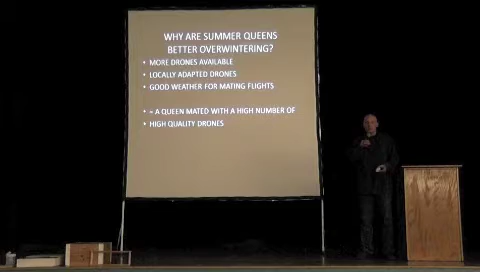 WHY ARE SUMMER QUEENS
BETTER OVERWINTERING?
• MORE DRONES AVAILABLE
• LOCALLY ADAPTED DRONES
• GOOD WEATHER FOR MATING FLIGHTS
• = A QUEEN MATED WITH A HIGH NUMBER OF
• HIGH QUALITY DRONES